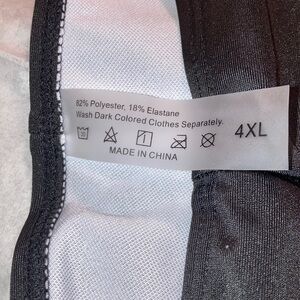 82% Polyester, 18% Elastane
Wash Dark Colored Clothes Separately.
4XL
MADE IN CHINA